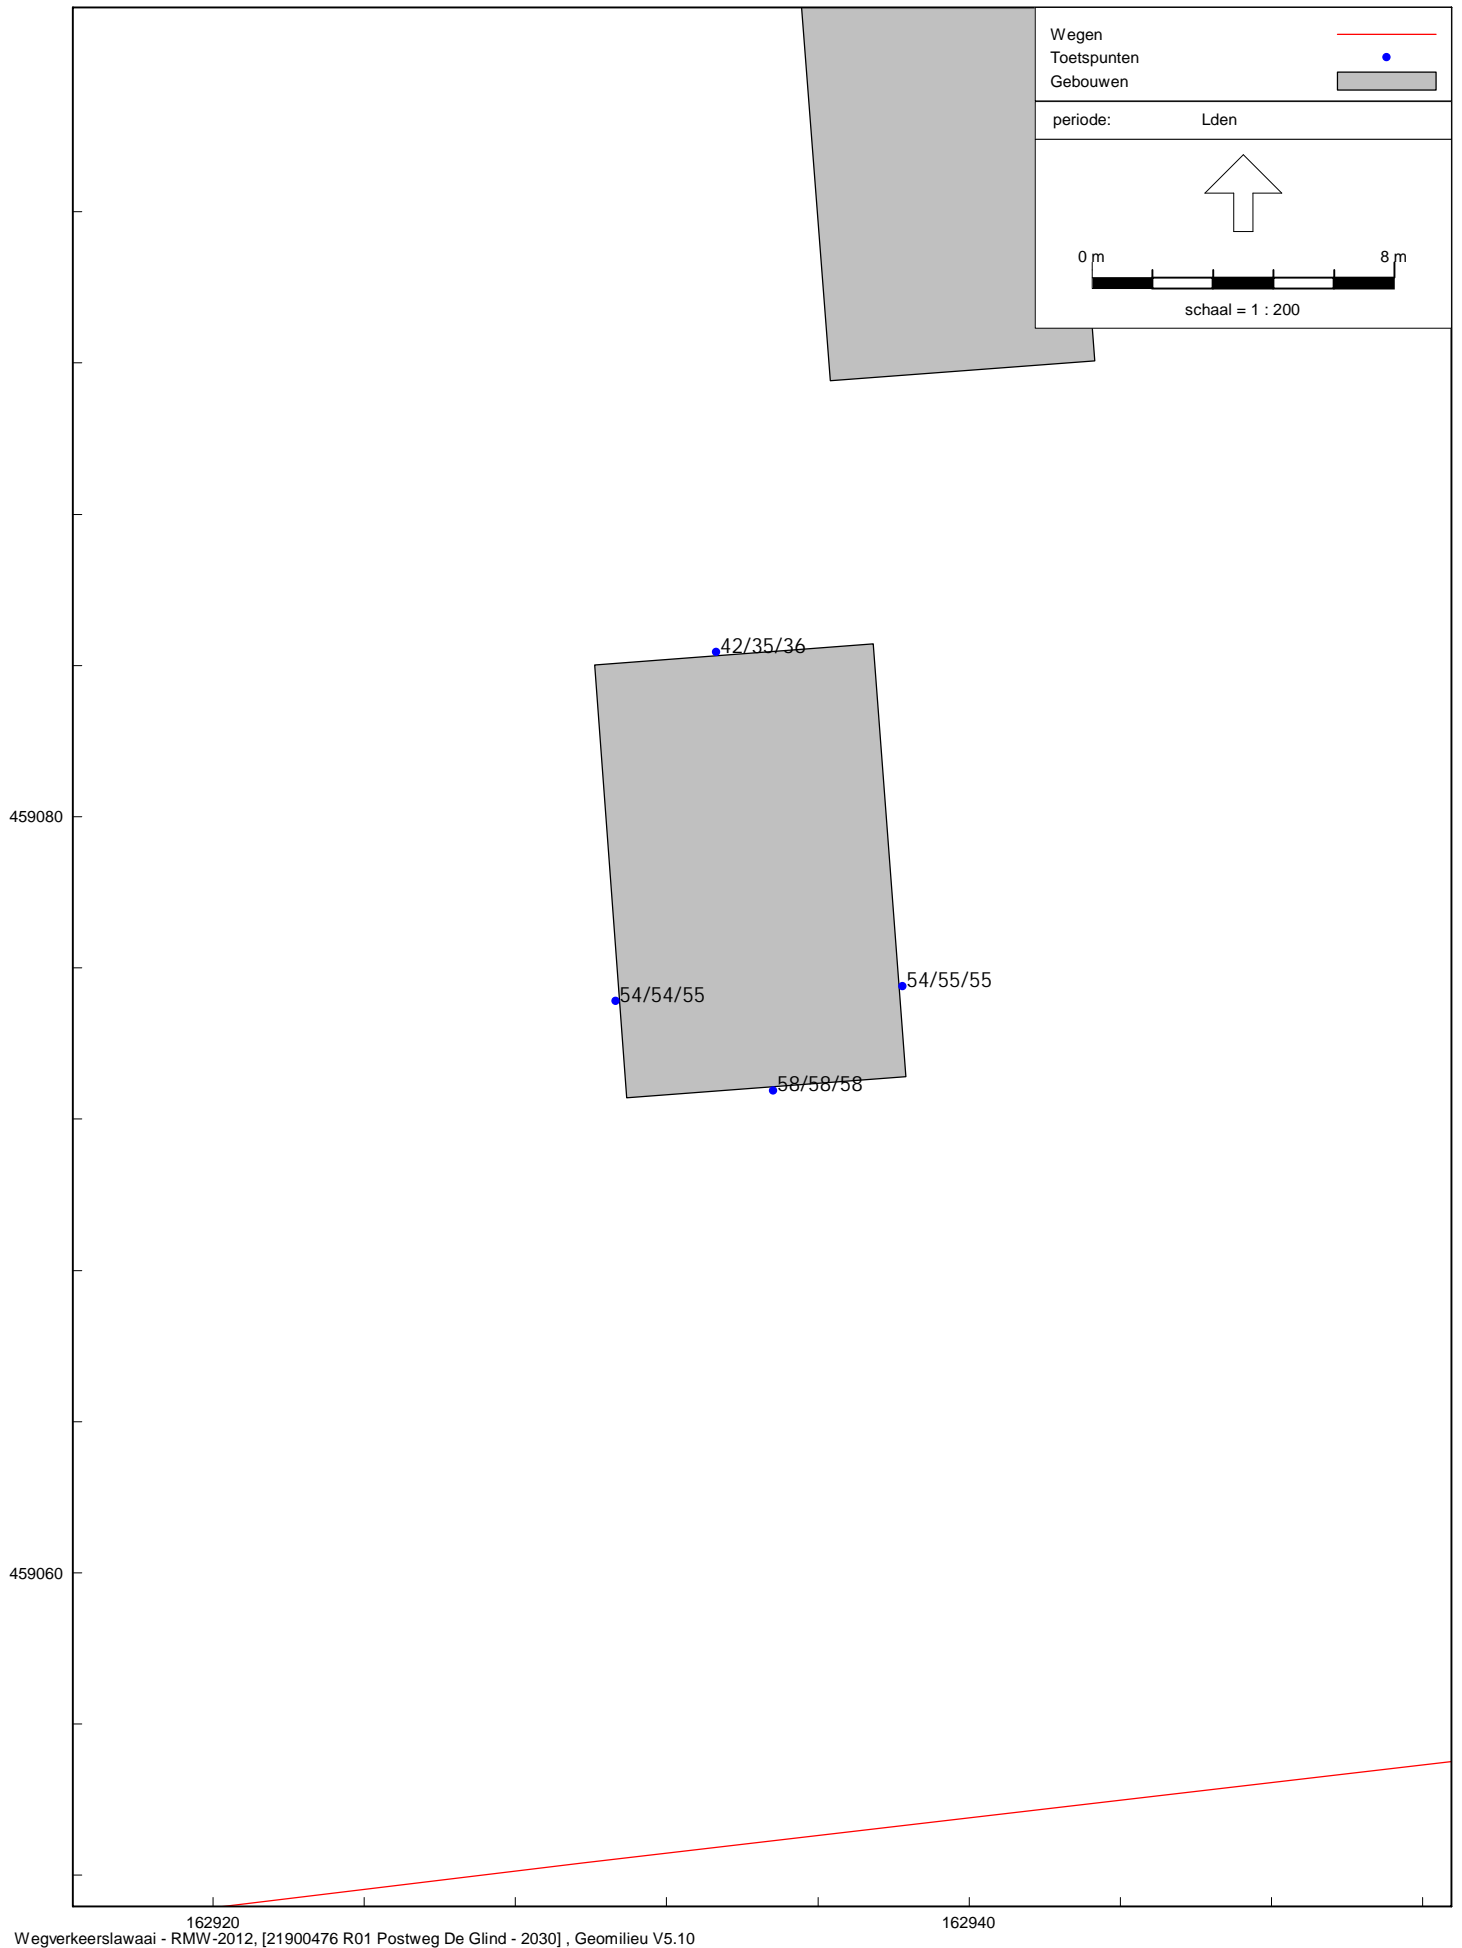 Wegen
Toetspunten
Gebouwen
periode: Lden
0 m 8 m
schaal = 1 : 200
42/35/36
459080
54/55/55
54/54/55
58/58/58
459060
162920 162940
Wegverkeerslawaai - RMW-2012, [21900476 R01 Postweg De Glind - 2030] , Geomilieu V5.10